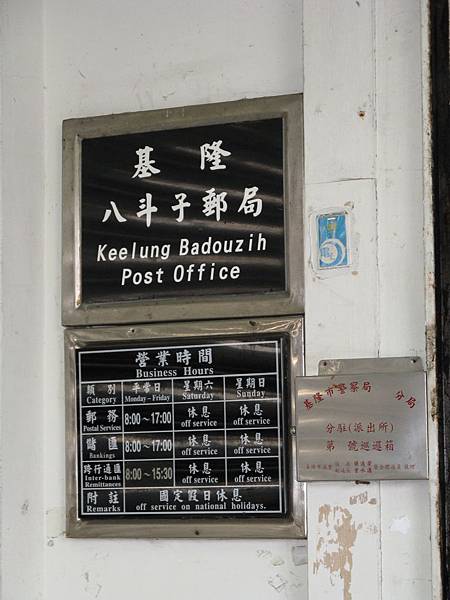 基隆
八斗子郵局
Keelung Badouzih
Post Office
營業時間
Business Hours
類別 平常日 星期六 星期日
Category Monday~Friday Saturday Sunday
郵務 8:00~17:00 休息 休息
Postal Services off service off service
儲匯 8:00~17:00 休息 休息
Bankings off service off service
跨行通匯 8:00~15:30 休息 休息
Inter-bank Remittances off service off service
附註 國定假日休息
Remarks off service on national holidays.
基隆市警察局 分局
分駐(派出所)
第 號巡邏箱